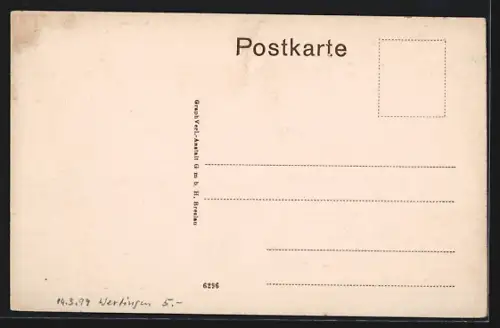 Postkarte
Graph. Verl.-Anstalt G. m. b. H. Breslau
6296
14.3.99 Wertingen 5.-